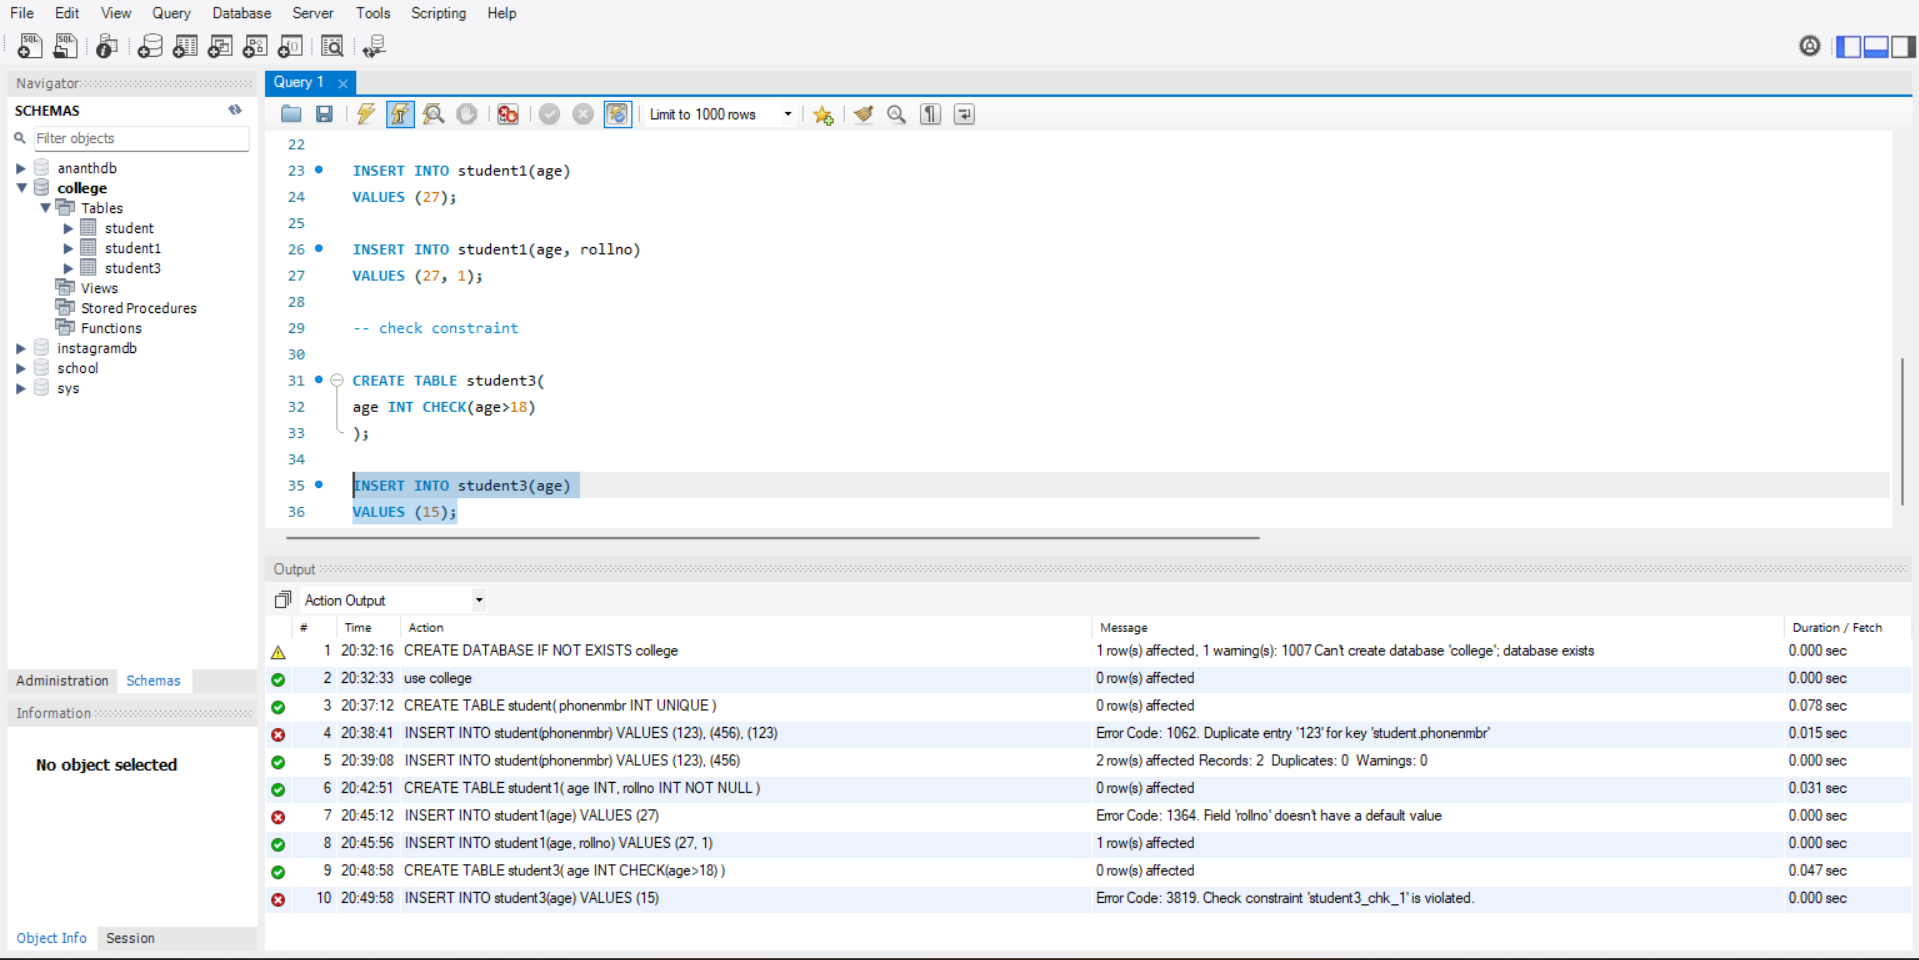 File Edit View Query Database Server Tools Scripting Help
Navigator
SCHEMAS
Filter objects
ananthdb
college
Tables
student
student1
student3
Views
Stored Procedures
Functions
instagramdb
school
sys
Administration Schemas
Information
No object selected
Object Info Session
Query 1
Limit to 1000 rows
22
23 INSERT INTO student1(age)
24 VALUES (27);
25
26 INSERT INTO student1(age, rollno)
27 VALUES (27, 1);
28
29 -- check constraint
30
31 CREATE TABLE student3(
32 age INT CHECK(age>18)
33 );
34
35 INSERT INTO student3(age)
36 VALUES (15);
Output
Action Output
# Time Action Message Duration / Fetch
1 20:32:16 CREATE DATABASE IF NOT EXISTS college 1 row(s) affected, 1 warning(s): 1007 Can't create database 'college'; database exists 0.000 sec
2 20:32:33 use college 0 row(s) affected 0.000 sec
3 20:37:12 CREATE TABLE student( phonenmbr INT UNIQUE ) 0 row(s) affected 0.078 sec
4 20:38:41 INSERT INTO student(phonenmbr) VALUES (123), (456), (123) Error Code: 1062. Duplicate entry '123' for key 'student.phonenmbr' 0.015 sec
5 20:39:08 INSERT INTO student(phonenmbr) VALUES (123), (456) 2 row(s) affected Records: 2  Duplicates: 0  Warnings: 0 0.000 sec
6 20:42:51 CREATE TABLE student1( age INT, rollno INT NOT NULL ) 0 row(s) affected 0.031 sec
7 20:45:12 INSERT INTO student1(age) VALUES (27) Error Code: 1364. Field 'rollno' doesn't have a default value 0.000 sec
8 20:45:56 INSERT INTO student1(age, rollno) VALUES (27, 1) 1 row(s) affected 0.000 sec
9 20:48:58 CREATE TABLE student3( age INT CHECK(age>18) ) 0 row(s) affected 0.047 sec
10 20:49:58 INSERT INTO student3(age) VALUES (15) Error Code: 3819. Check constraint 'student3_chk_1' is violated. 0.000 sec